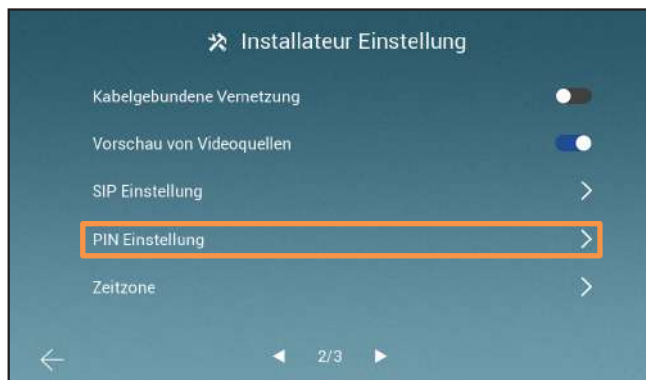 Installateur Einstellung
Kabelgebundene Vernetzung
Vorschau von Videoquellen
SIP Einstellung
PIN Einstellung
Zeitzone
2/3